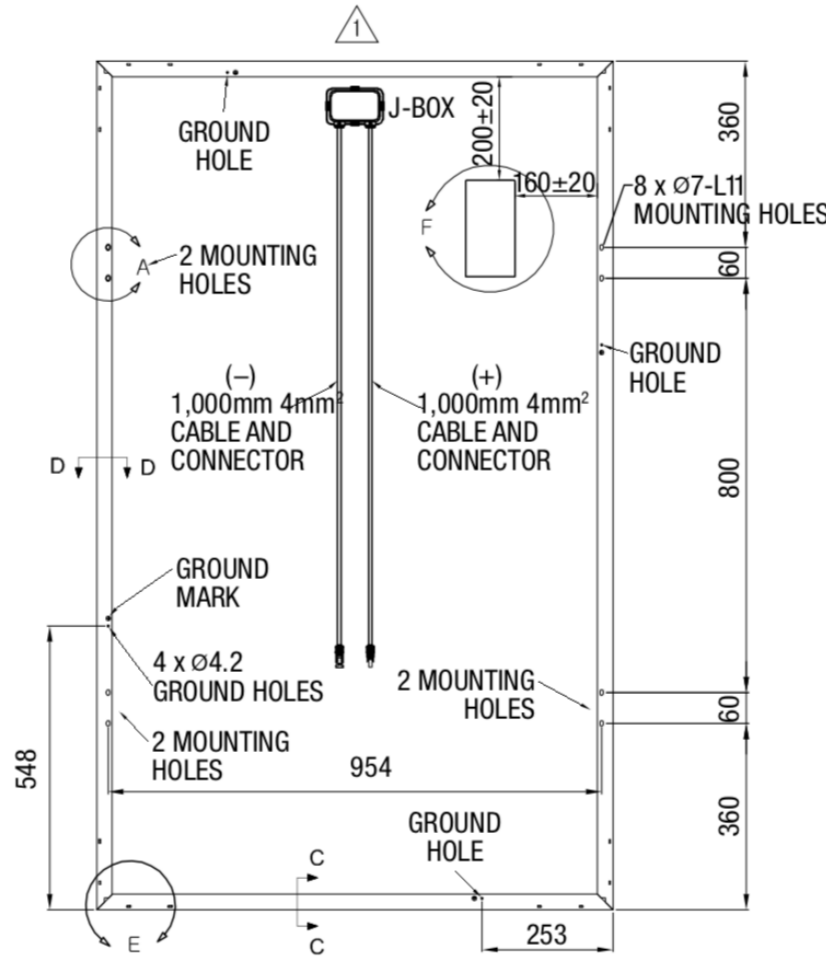 1
J-BOX
GROUND
HOLE
200±20
360
160±20
8 x Ø7-L11
MOUNTING HOLES
F
A
2 MOUNTING
HOLES
60
GROUND
HOLE
(−)
1,000mm 4mm²
CABLE AND
CONNECTOR
(+)
1,000mm 4mm²
CABLE AND
CONNECTOR
D
D
800
GROUND
MARK
4 x Ø4.2
GROUND HOLES
2 MOUNTING
HOLES
60
2 MOUNTING
HOLES
548
954
360
GROUND
HOLE
C
C
E
253